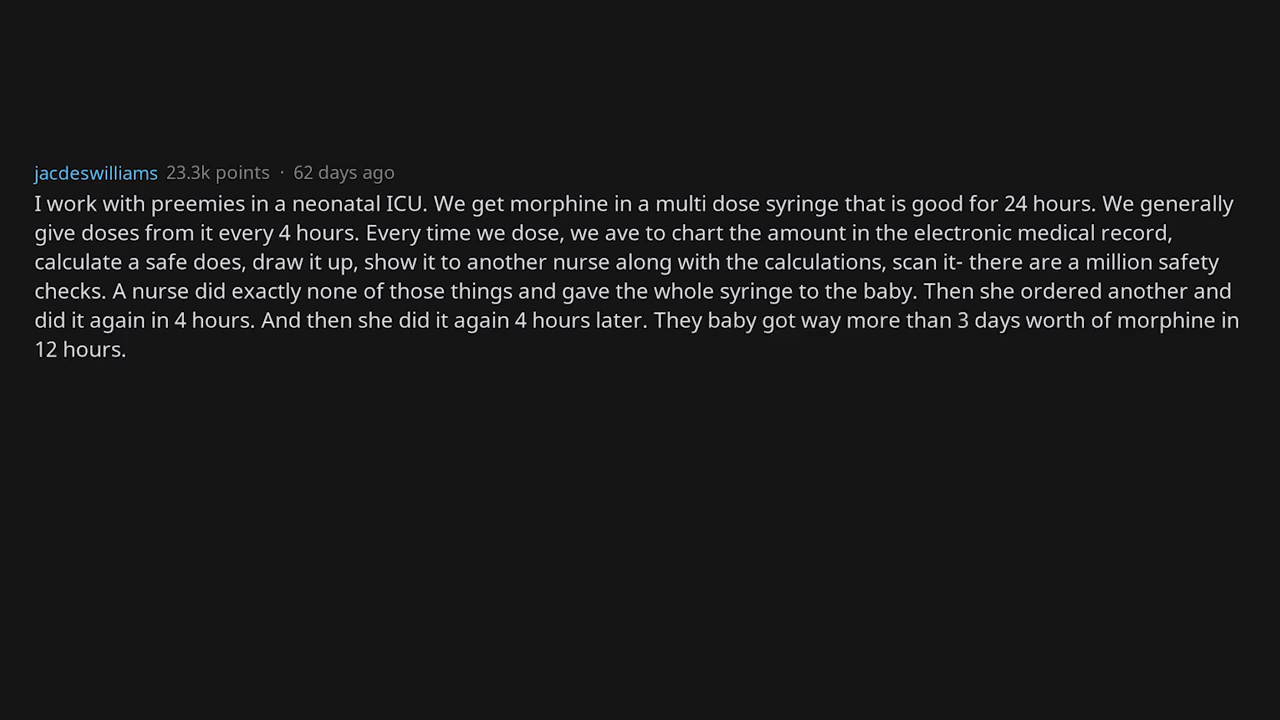 jacdeswilliams 23.3k points · 62 days ago
I work with preemies in a neonatal ICU. We get morphine in a multi dose syringe that is good for 24 hours. We generally
give doses from it every 4 hours. Every time we dose, we ave to chart the amount in the electronic medical record,
calculate a safe does, draw it up, show it to another nurse along with the calculations, scan it- there are a million safety
checks. A nurse did exactly none of those things and gave the whole syringe to the baby. Then she ordered another and
did it again in 4 hours. And then she did it again 4 hours later. They baby got way more than 3 days worth of morphine in
12 hours.